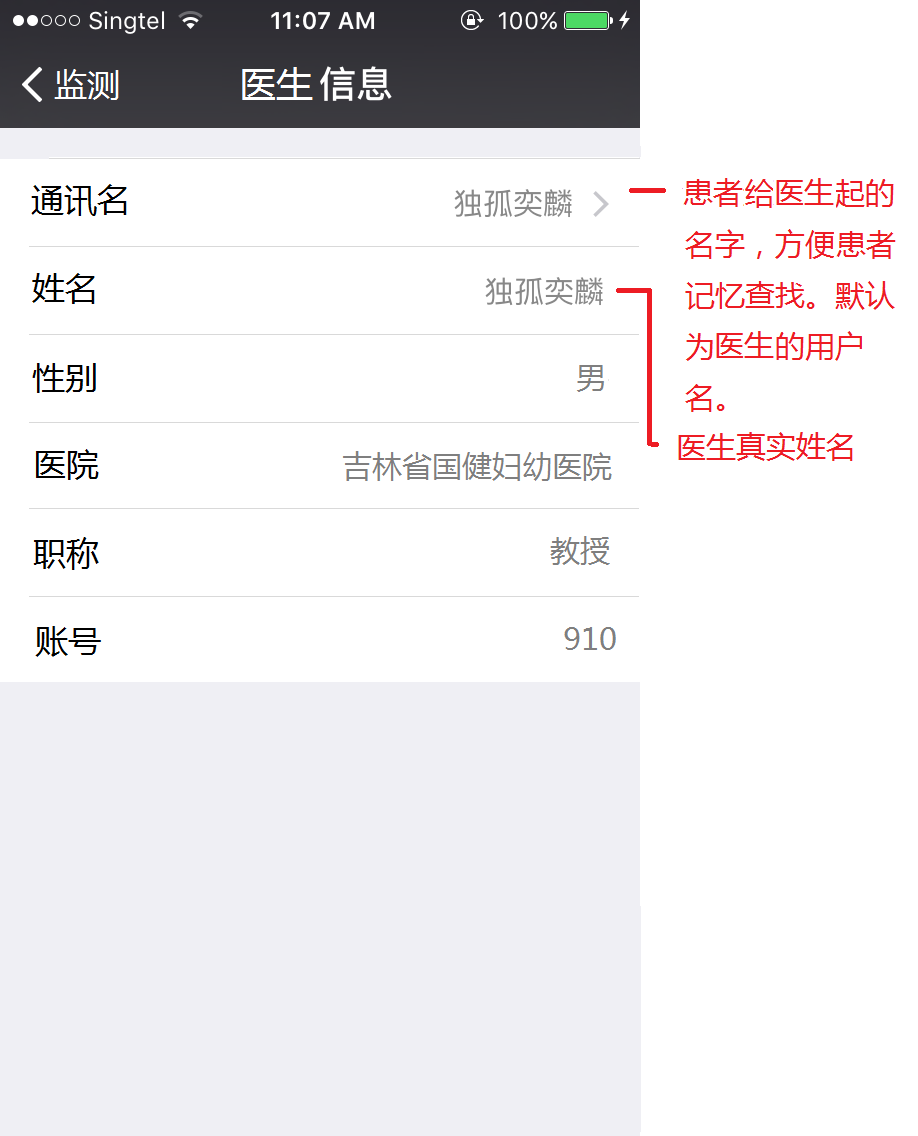 Singtel 11:07 AM 100%
监测 医生信息
通讯名 独孤奕麟
姓名 独孤奕麟
性别 男
医院 吉林省国健妇幼医院
职称 教授
账号 910
患者给医生起的
名字，方便患者
记忆查找。默认
为医生的用户
名。
医生真实姓名